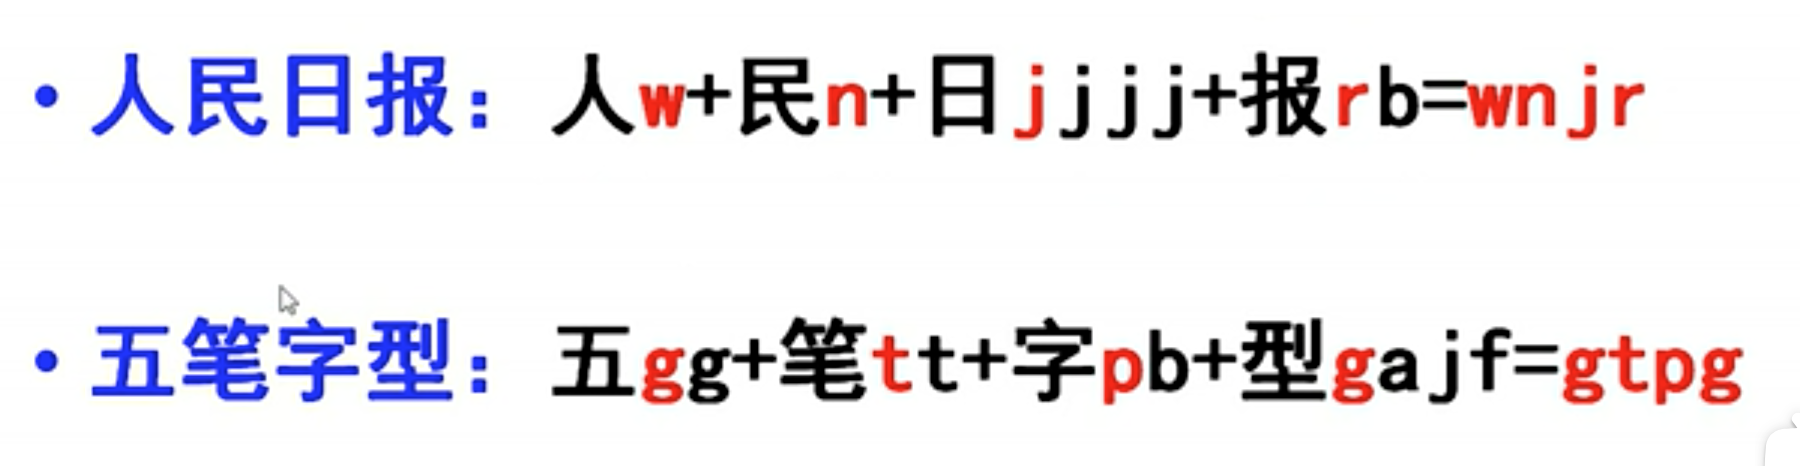 • 人民日报： 人w+民n+日jjjj+报rb=wnjr
• 五笔字型： 五gg+笔tt+字pb+型gajf=gtpg